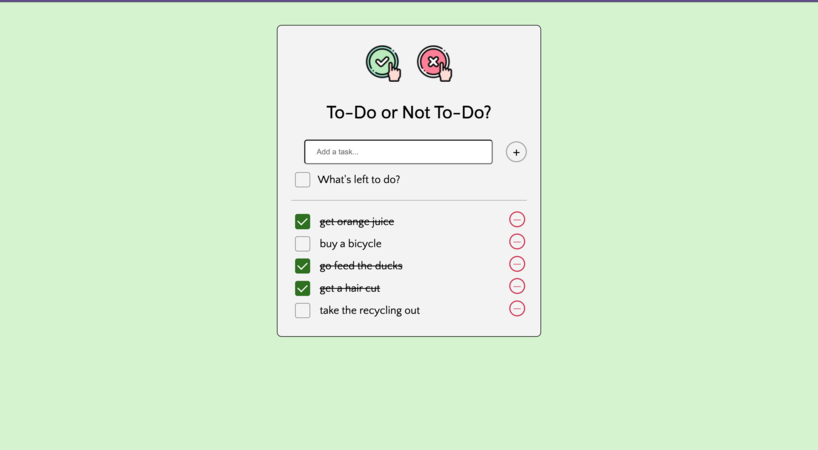 To-Do or Not To-Do?
Add a task...
+
What's left to do?
get orange juice
buy a bicycle
go feed the ducks
get a hair cut
take the recycling out